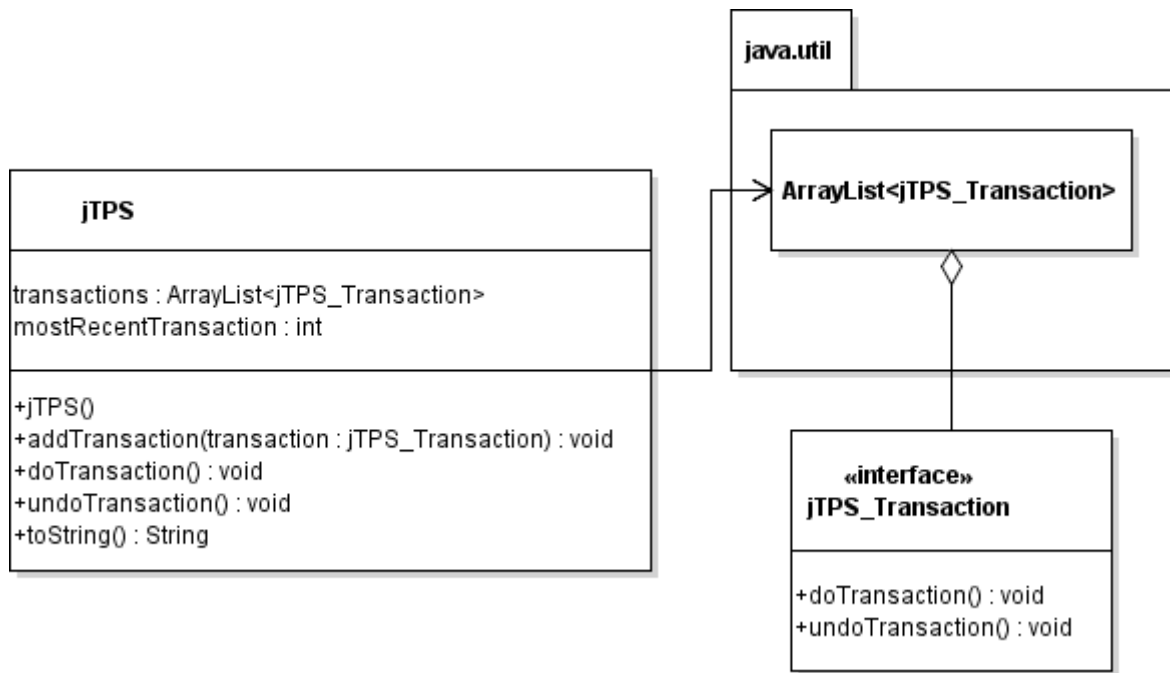 java.util
ArrayList<jTPS_Transaction>
jTPS
transactions : ArrayList<jTPS_Transaction>
mostRecentTransaction : int
+jTPS()
+addTransaction(transaction : jTPS_Transaction) : void
+doTransaction() : void
+undoTransaction() : void
+toString() : String
«interface»
jTPS_Transaction
+doTransaction() : void
+undoTransaction() : void